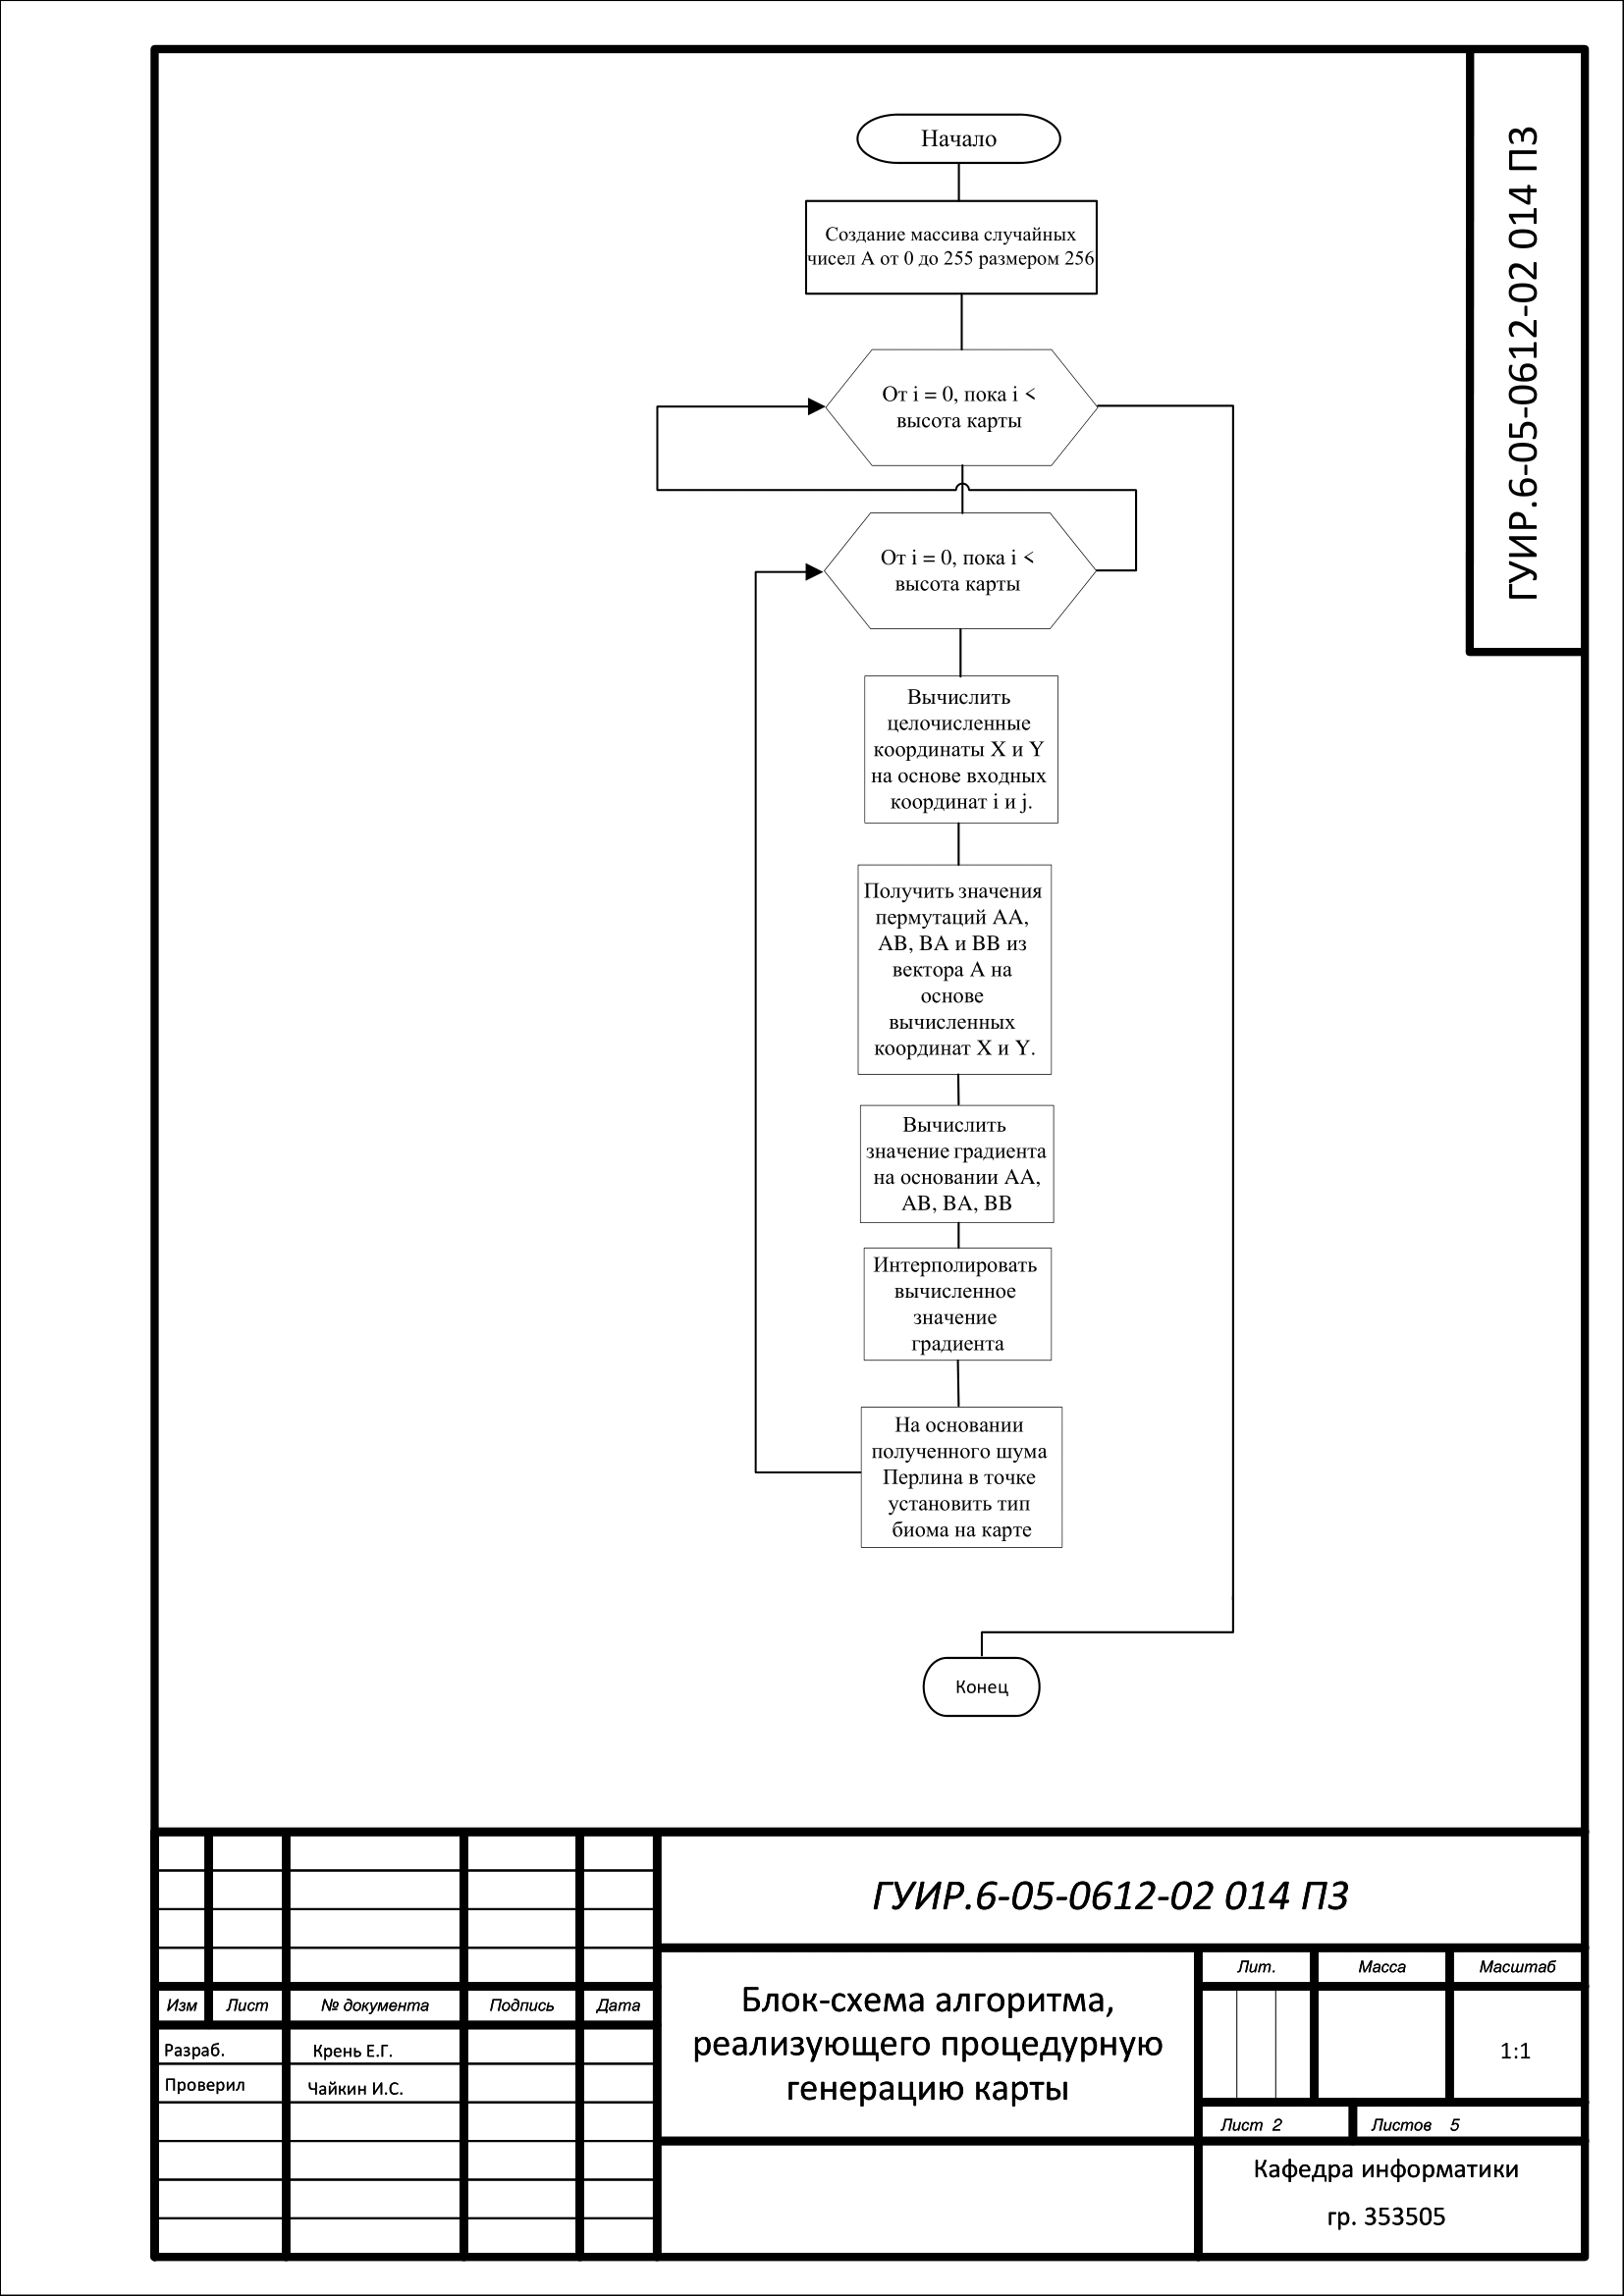 ГУИР.6-05-0612-02 014 ПЗ
Начало
Создание массива случайных
чисел A от 0 до 255 размером 256
От i = 0, пока i <
высота карты
От i = 0, пока i <
высота карты
Вычислить
целочисленные
координаты X и Y
на основе входных
координат i и j.
Получить значения
пермутаций AA,
AB, BA и BB из
вектора A на
основе
вычисленных
координат X и Y.
Вычислить
значение градиента
на основании AA,
AB, BA, BB
Интерполировать
вычисленное
значение
градиента
На основании
полученного шума
Перлина в точке
установить тип
биома на карте
Конец
ГУИР.6-05-0612-02 014 ПЗ
Изм Лист № документа Подпись Дата
Разраб. Крень Е.Г.
Проверил Чайкин И.С.
Блок-схема алгоритма,
реализующего процедурную
генерацию карты
Лит. Масса Масштаб
1:1
Лист 2 Листов 5
Кафедра информатики
гр. 353505